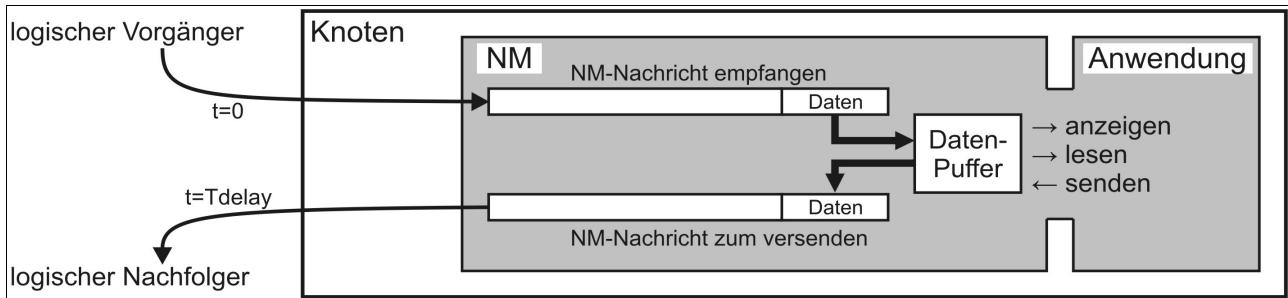 logischer Vorgänger
Knoten
NM
Anwendung
NM-Nachricht empfangen
t=0
Daten
Daten-
Puffer
→ anzeigen
→ lesen
← senden
t=Tdelay
Daten
NM-Nachricht zum versenden
logischer Nachfolger